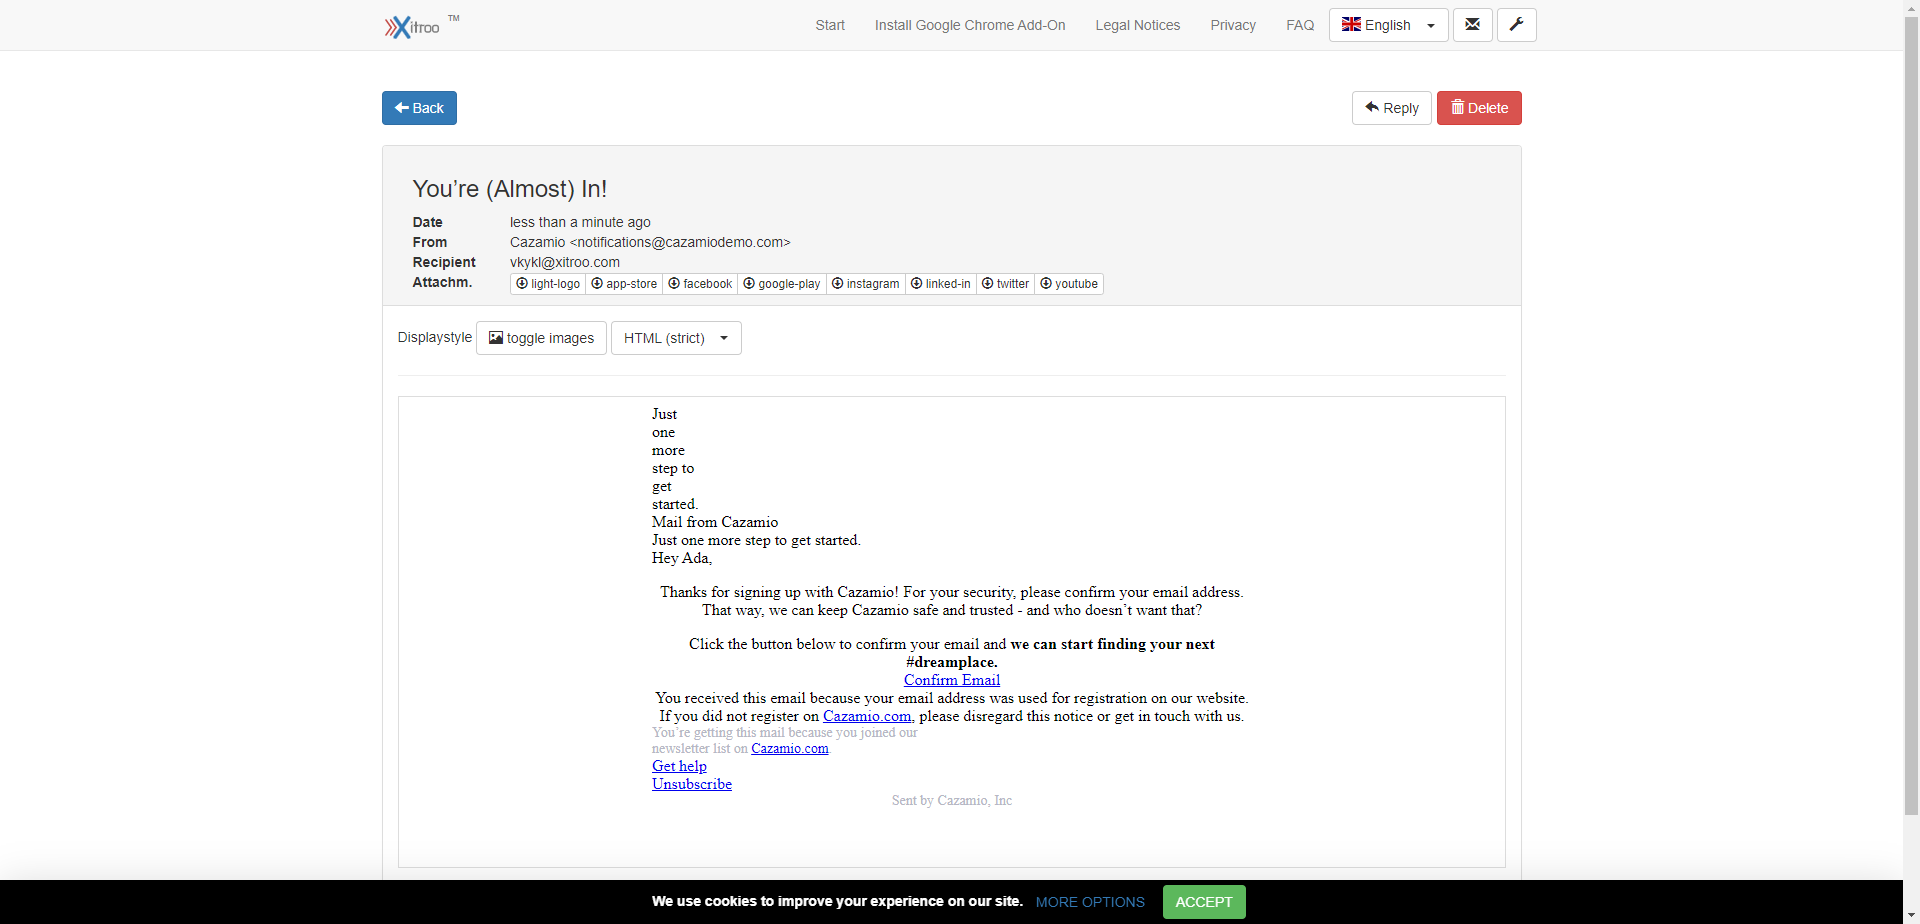 Xitroo TM
Start Install Google Chrome Add-On Legal Notices Privacy FAQ English
Back Reply Delete
You’re (Almost) In!
Date less than a minute ago
From Cazamio <notifications@cazamiodemo.com>
Recipient vkykl@xitroo.com
Attachm. light-logo app-store facebook google-play instagram linked-in twitter youtube
Displaystyle toggle images HTML (strict)
Just
one
more
step to
get
started.
Mail from Cazamio
Just one more step to get started.
Hey Ada,
Thanks for signing up with Cazamio! For your security, please confirm your email address.
That way, we can keep Cazamio safe and trusted - and who doesn’t want that?
Click the button below to confirm your email and we can start finding your next
#dreamplace.
Confirm Email
You received this email because your email address was used for registration on our website.
If you did not register on Cazamio.com, please disregard this notice or get in touch with us.
You’re getting this mail because you joined our
newsletter list on Cazamio.com.
Get help
Unsubscribe
Sent by Cazamio, Inc
We use cookies to improve your experience on our site. MORE OPTIONS ACCEPT